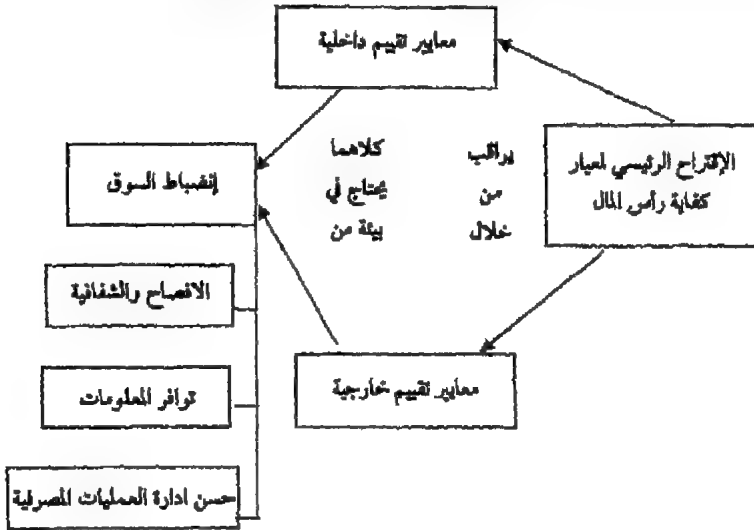 معايير تقييم داخلية
الإقتراح الرئيسي لمعيار
كفاية رأس المال
يراقب
من
خلال
كلاهما
يحتاج في
بيئة من
إنضباط السوق
الافصاح والشفافية
توافر المعلومات
حسن ادارة العمليات المصرفية
معايير تقييم خارجية